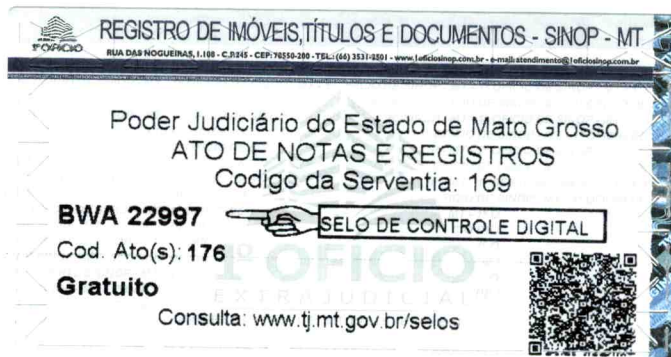 1º OFÍCIO
REGISTRO DE IMÓVEIS,TÍTULOS E DOCUMENTOS - SINOP - MT
RUA DAS NOGUEIRAS, 1.108 - C.P.245 - CEP: 78550-200 - TEL.: (66) 3531-8501 - www.1oficiosinop.com.br - e-mail: atendimento@1oficiosinop.com.br
Poder Judiciário do Estado de Mato Grosso
ATO DE NOTAS E REGISTROS
Codigo da Serventia: 169
BWA 22997
SELO DE CONTROLE DIGITAL
Cod. Ato(s): 176
1º OFÍCIO
Gratuito
EXTRAJUDICIAL
Consulta: www.tj.mt.gov.br/selos